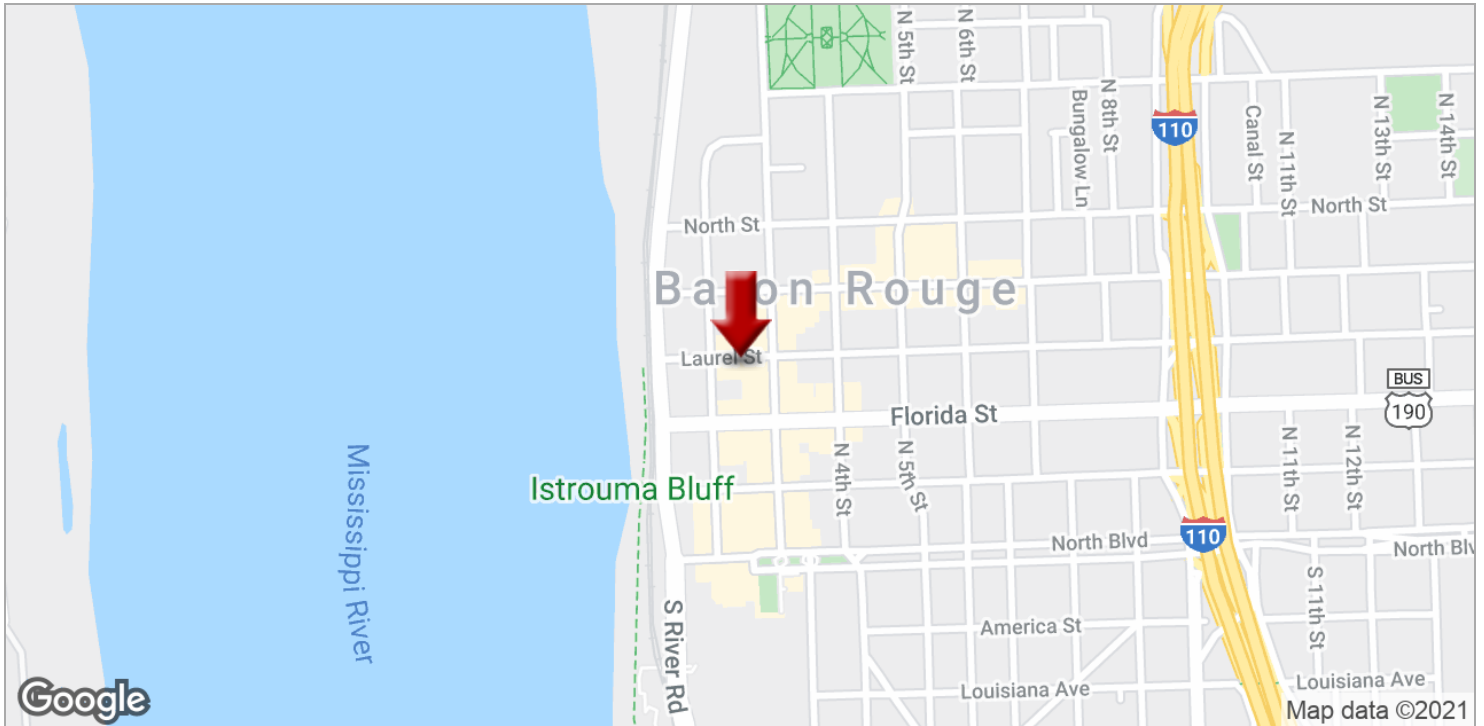 N 5th St
N 6th St
N 8th St
Bungalow Ln
110
Canal St
N 11th St
N 13th St
N 14th St
North St
North St
Baton Rouge
Laurel St
BUS
190
Florida St
N 4th St
N 5th St
N 11th St
N 12th St
Istrouma Bluff
Mississippi River
110
North Blvd
North Blv
S 11th St
S River Rd
America St
Louisiana Ave
Louisiana Ave
Google
Map data ©2021